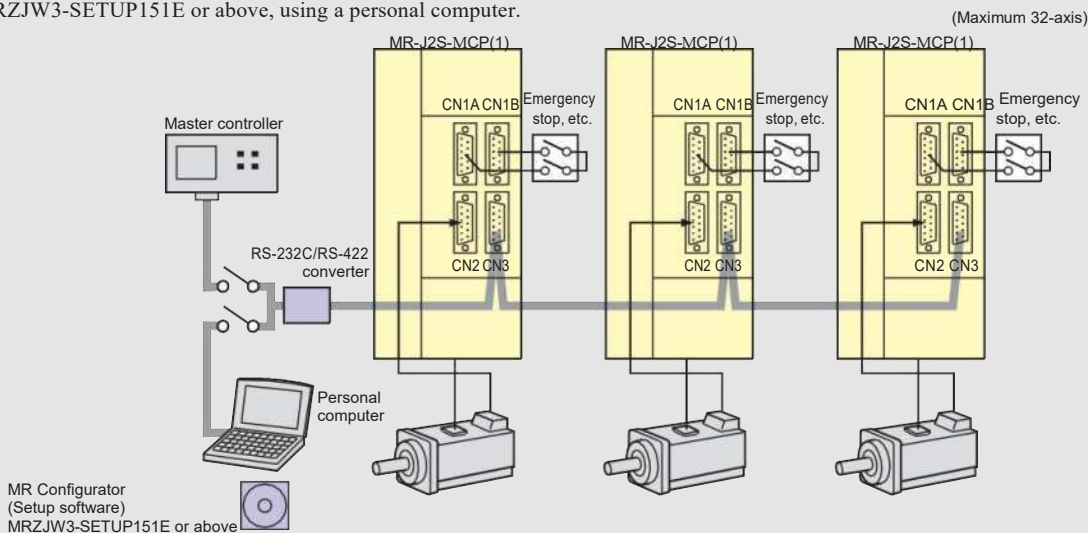 RZJW3-SETUP151E or above, using a personal computer.
(Maximum 32-axis)
MR-J2S-MCP(1)
MR-J2S-MCP(1)
MR-J2S-MCP(1)
CN1A CN1B
Emergency
stop, etc.
CN1A CN1B
Emergency
stop, etc.
CN1A CN1B
Emergency
stop, etc.
Master controller
RS-232C/RS-422
converter
CN2 CN3
CN2 CN3
CN2 CN3
Personal
computer
MR Configurator
(Setup software)
MRZJW3-SETUP151E or above